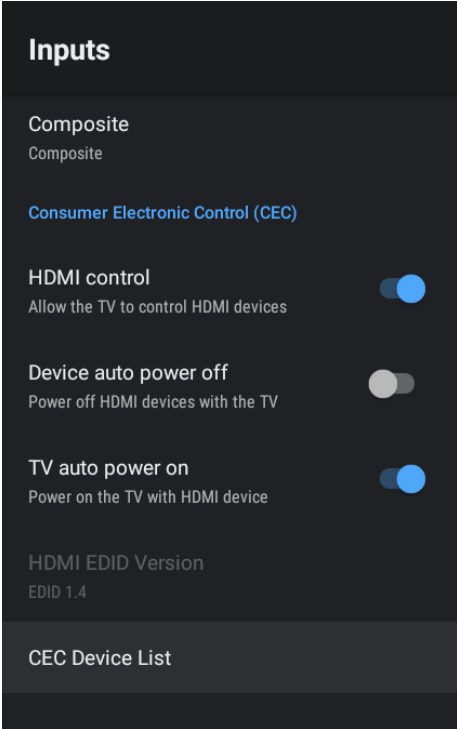 Inputs
Composite
Composite
Consumer Electronic Control (CEC)
HDMI control
Allow the TV to control HDMI devices
Device auto power off
Power off HDMI devices with the TV
TV auto power on
Power on the TV with HDMI device
HDMI EDID Version
EDID 1.4
CEC Device List